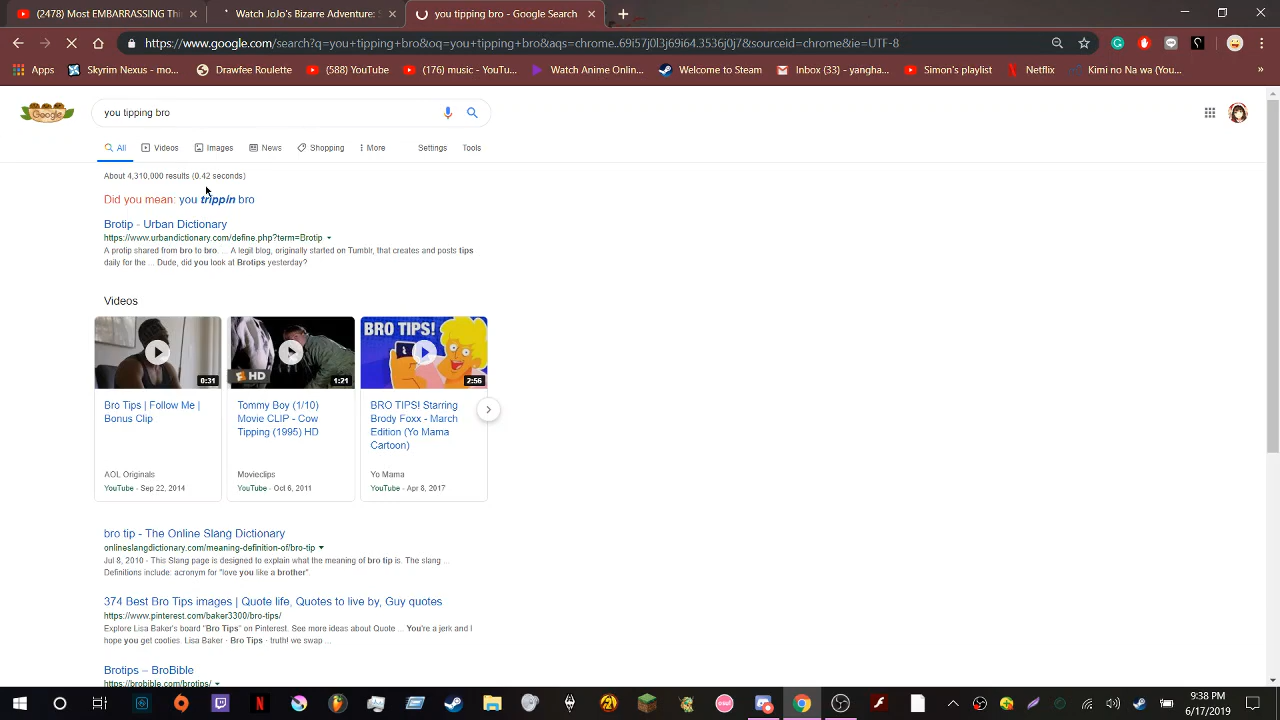 (2478) Most EMBARRASSING Thi
Watch JoJo's Bizarre Adventure:
you tipping bro - Google Search
https://www.google.com/search?q=you+tipping+bro&oq=you+tipping+bro&aqs=chrome..69i57j0l3j69i64.3536j0j7&sourceid=chrome&ie=UTF-8
Apps
Skyrim Nexus - mo...
Drawfee Roulette
(588) YouTube
(176) music - YouTu...
Watch Anime Onlin...
Welcome to Steam
Inbox (33) - yangha...
Simon's playlist
Netflix
Kimi no Na wa (You...
»
Google
you tipping bro
All
Videos
Images
News
Shopping
More
Settings
Tools
About 4,310,000 results (0.42 seconds)
Did you mean: you trippin bro
Brotip - Urban Dictionary
https://www.urbandictionary.com/define.php?term=Brotip
A protip shared from bro to bro. ... A legit blog, originally started on Tumblr, that creates and posts tips
daily for the ... Dude, did you look at Brotips yesterday?
Videos
0:31
HD
1:21
BRO TIPS!
2:56
Bro Tips | Follow Me |
Bonus Clip
AOL Originals
YouTube - Sep 22, 2014
Tommy Boy (1/10)
Movie CLIP - Cow
Tipping (1995) HD
Movieclips
YouTube - Oct 6, 2011
BRO TIPS! Starring
Brody Foxx - March
Edition (Yo Mama
Cartoon)
Yo Mama
YouTube - Apr 8, 2017
bro tip - The Online Slang Dictionary
onlineslangdictionary.com/meaning-definition-of/bro-tip
Jul 8, 2010 - This Slang page is designed to explain what the meaning of bro tip is. The slang ...
Definitions include: acronym for "love you like a brother".
374 Best Bro Tips images | Quote life, Quotes to live by, Guy quotes
https://www.pinterest.com/baker3300/bro-tips/
Explore Lisa Baker's board "Bro Tips" on Pinterest. See more ideas about Quote ... You're a jerk and I
hope you get cooties. Lisa Baker · Bro Tips · truth! we swap ...
Brotips – BroBible
https://brobible.com/brotips/
9:38 PM
6/17/2019